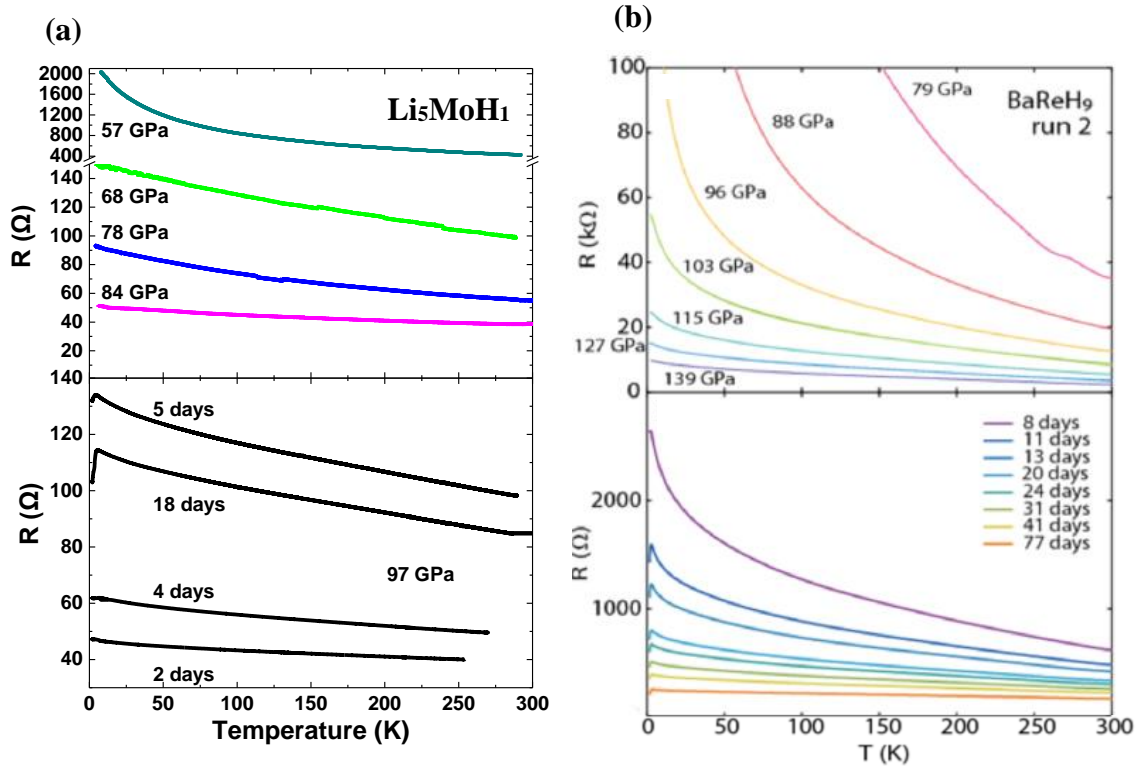 (a)
Li5MoH1
2000
1600
1200
800
400
57 GPa
140
120
100
80
60
40
20
68 GPa
78 GPa
84 GPa
R (Ω)
140
120
100
80
60
40
5 days
18 days
97 GPa
4 days
2 days
R (Ω)
0 50 100 150 200 250 300
Temperature (K)
(b)
100
80
60
40
20
0
R (kΩ)
79 GPa
BaReH9
run 2
88 GPa
96 GPa
103 GPa
115 GPa
127 GPa
139 GPa
8 days
11 days
13 days
20 days
24 days
31 days
41 days
77 days
2000
1000
R (Ω)
0 50 100 150 200 250 300
T (K)